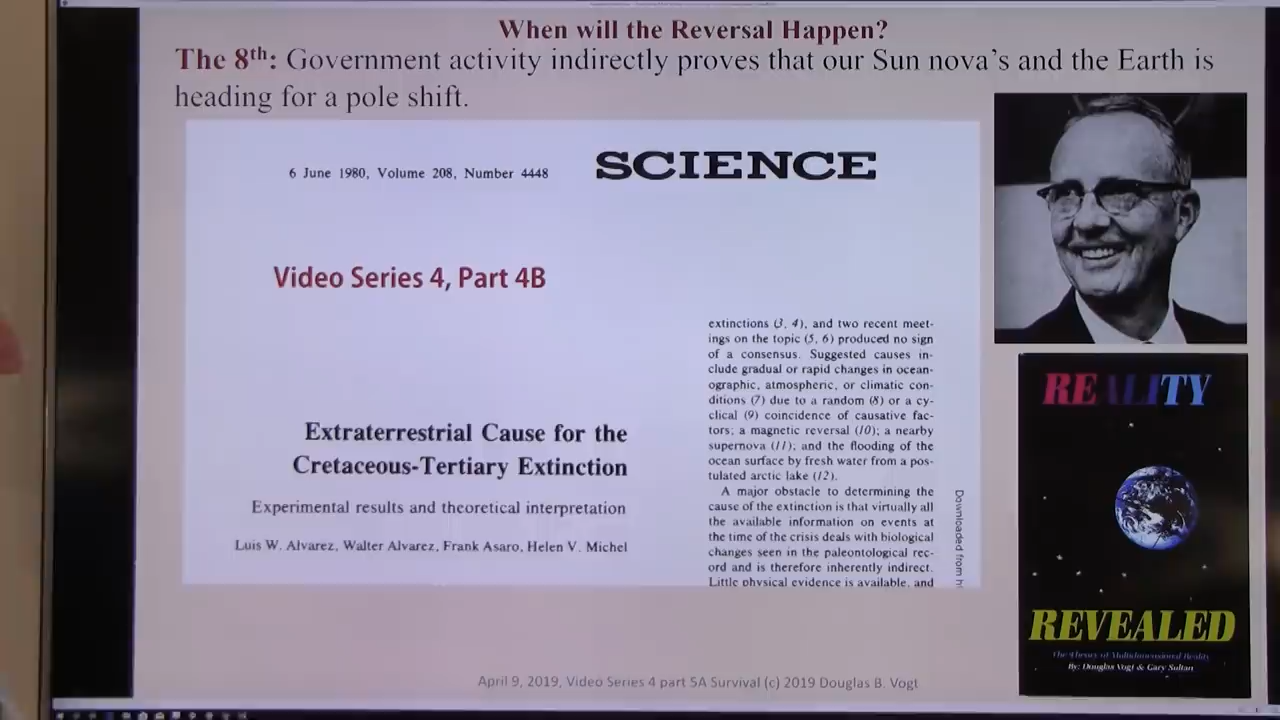 When will the Reversal Happen?
The 8th: Government activity indirectly proves that our Sun nova's and the Earth is
heading for a pole shift.
6 June 1980, Volume 208, Number 4448
SCIENCE
Video Series 4, Part 4B
Extraterrestrial Cause for the
Cretaceous-Tertiary Extinction
Experimental results and theoretical interpretation
Luis W. Alvarez, Walter Alvarez, Frank Asaro, Helen V. Michel
extinctions (3, 4), and two recent meet-
ings on the topic (5, 6) produced no sign
of a consensus. Suggested causes in-
clude gradual or rapid changes in ocean-
ographic, atmospheric, or climatic con-
ditions (7) due to a random (8) or a cy-
clical (9) coincidence of causative fac-
tors; a magnetic reversal (10); a nearby
supernova (11); and the flooding of the
ocean surface by fresh water from a pos-
tulated arctic lake (12).
A major obstacle to determining the
cause of the extinction is that virtually all
the available information on events at
the time of the crisis deals with biological
changes seen in the paleontological rec-
ord and is therefore inherently indirect.
Little physical evidence is available, and
Downloaded from
REALITY
REVEALED
The Theory of Multidimensional Reality
By: Douglas Vogt & Gary Sultan
April 9, 2019, Video Series 4 part 5A Survival (c) 2019 Douglas B. Vogt